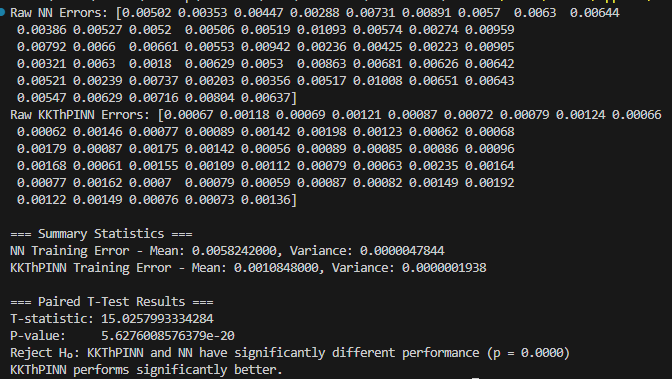 Raw NN Errors: [0.00502 0.00353 0.00447 0.00288 0.00731 0.00891 0.0057  0.0063  0.00644
 0.00386 0.00527 0.0052  0.00506 0.00519 0.01093 0.00574 0.00274 0.00959
 0.00792 0.0066  0.00661 0.00553 0.00942 0.00236 0.00425 0.00223 0.00905
 0.00321 0.0063  0.0018  0.00629 0.0053  0.00863 0.00681 0.00626 0.00642
 0.00521 0.00239 0.00737 0.00203 0.00356 0.00517 0.01008 0.00651 0.00643
 0.00547 0.00629 0.00716 0.00804 0.00637]
Raw KKThPINN Errors: [0.00067 0.00118 0.00069 0.00121 0.00087 0.00072 0.00079 0.00124 0.00066
 0.00062 0.00146 0.00077 0.00089 0.00142 0.00198 0.00123 0.00062 0.00068
 0.00179 0.00087 0.00175 0.00142 0.00056 0.00089 0.00085 0.00086 0.00096
 0.00168 0.00061 0.00155 0.00109 0.00112 0.00079 0.00063 0.00235 0.00164
 0.00077 0.00162 0.0007  0.00079 0.00059 0.00087 0.00082 0.00149 0.00192
 0.00122 0.00149 0.00076 0.00073 0.00136]
=== Summary Statistics ===
NN Training Error - Mean: 0.0058242000, Variance: 0.0000047844
KKThPINN Training Error - Mean: 0.0010848000, Variance: 0.0000001938
=== Paired T-Test Results ===
T-statistic: 15.0257993334284
P-value:     5.6276008576379e-20
Reject H₀: KKThPINN and NN have significantly different performance (p = 0.0000)
KKThPINN performs significantly better.